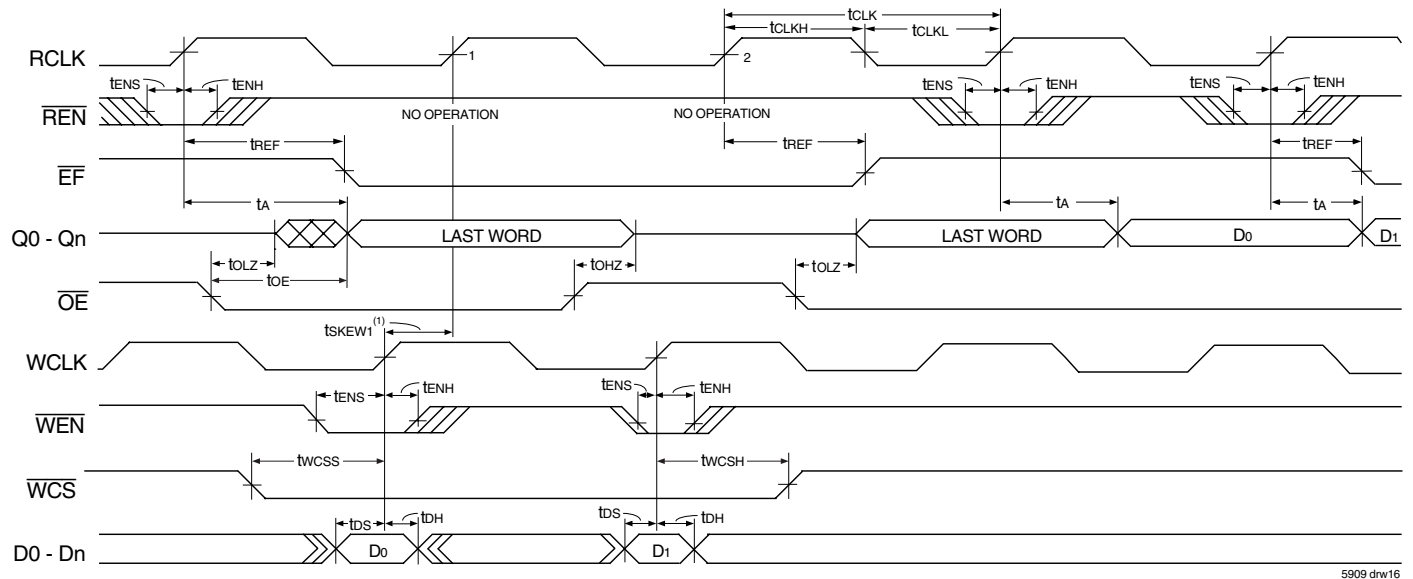 tCLK
tCLKH tCLKL
RCLK 1 2
tENS tENH tENS tENH tENS tENH
REN NO OPERATION NO OPERATION
tREF tREF tREF
EF
tA tA tA
Q0 - Qn LAST WORD LAST WORD D0 D1
tOLZ tOHZ tOLZ
tOE
OE
tSKEW1(1)
WCLK
tENS tENH tENS tENH
WEN
tWCSS tWCSH
WCS
tDS tDH tDS tDH
D0 - Dn D0 D1
5909 drw16